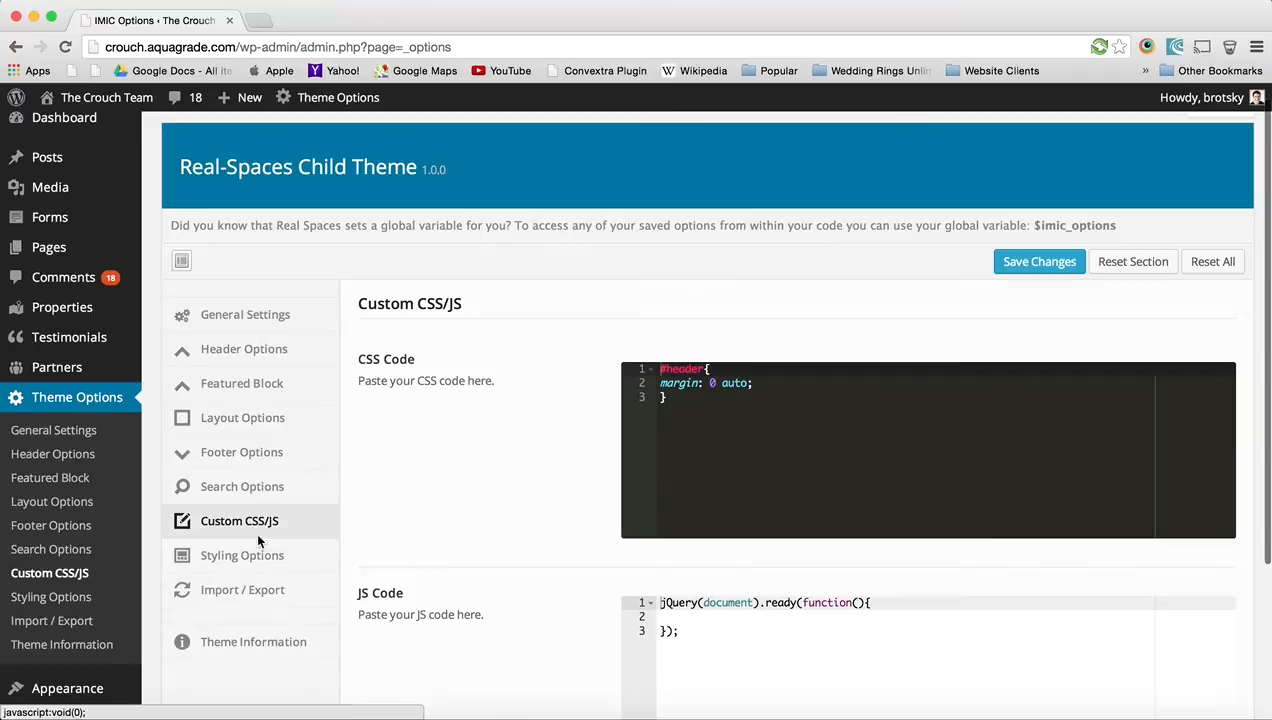 IMIC Options ‹ The Crouch
crouch.aquagrade.com/wp-admin/admin.php?page=_options
Apps
Google Docs - All ite
Apple
Yahoo!
Google Maps
YouTube
Convextra Plugin
Wikipedia
Popular
Wedding Rings Unlim
Website Clients
»
Other Bookmarks
The Crouch Team
18
New
Theme Options
Howdy, brotsky
Dashboard
Posts
Media
Forms
Pages
Comments 18
Properties
Testimonials
Partners
Theme Options
General Settings
Header Options
Featured Block
Layout Options
Footer Options
Search Options
Custom CSS/JS
Styling Options
Import / Export
Theme Information
Appearance
javascript:void(0);
Real-Spaces Child Theme 1.0.0
Did you know that Real Spaces sets a global variable for you? To access any of your saved options from within your code you can use your global variable: $imic_options
Save Changes
Reset Section
Reset All
General Settings
Header Options
Featured Block
Layout Options
Footer Options
Search Options
Custom CSS/JS
Styling Options
Import / Export
Theme Information
Custom CSS/JS
CSS Code
Paste your CSS code here.
1 #header{
2 margin: 0 auto;
3 }
JS Code
Paste your JS code here.
1 jQuery(document).ready(function(){
2
3 });